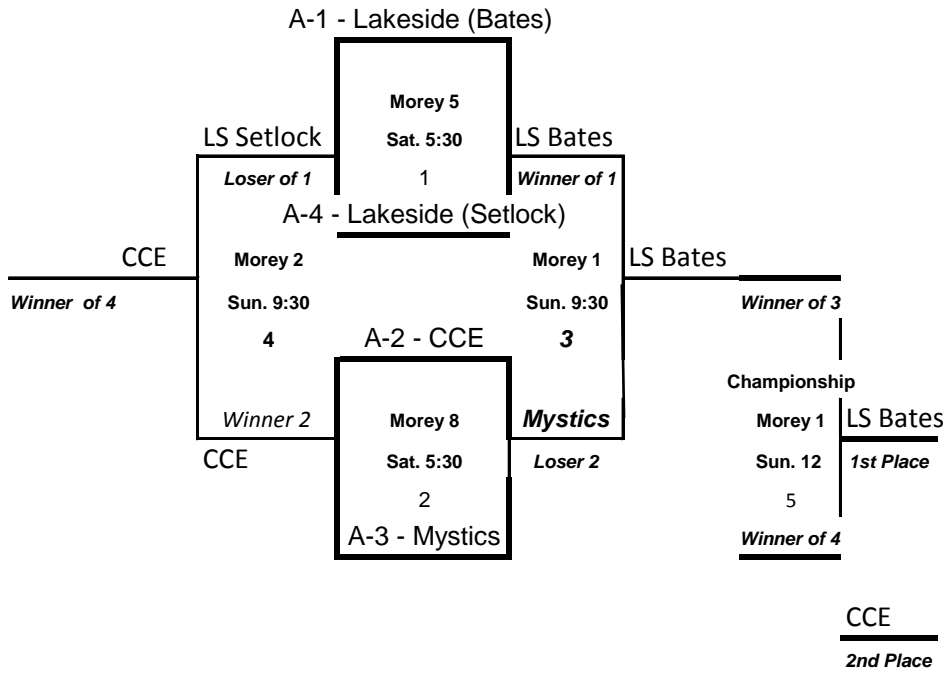 A-1 - Lakeside (Bates)
Morey 5
LS Setlock
Sat. 5:30
LS Bates
Loser of 1
1
Winner of 1
A-4 - Lakeside (Setlock)
CCE
Morey 2
Morey 1
LS Bates
Winner of 4
Sun. 9:30
Sun. 9:30
Winner of 3
4
A-2 - CCE
3
Championship
Winner 2
Morey 8
Mystics
Morey 1
LS Bates
CCE
Sat. 5:30
Loser 2
Sun. 12
1st Place
2
5
A-3 - Mystics
Winner of 4
CCE
2nd Place